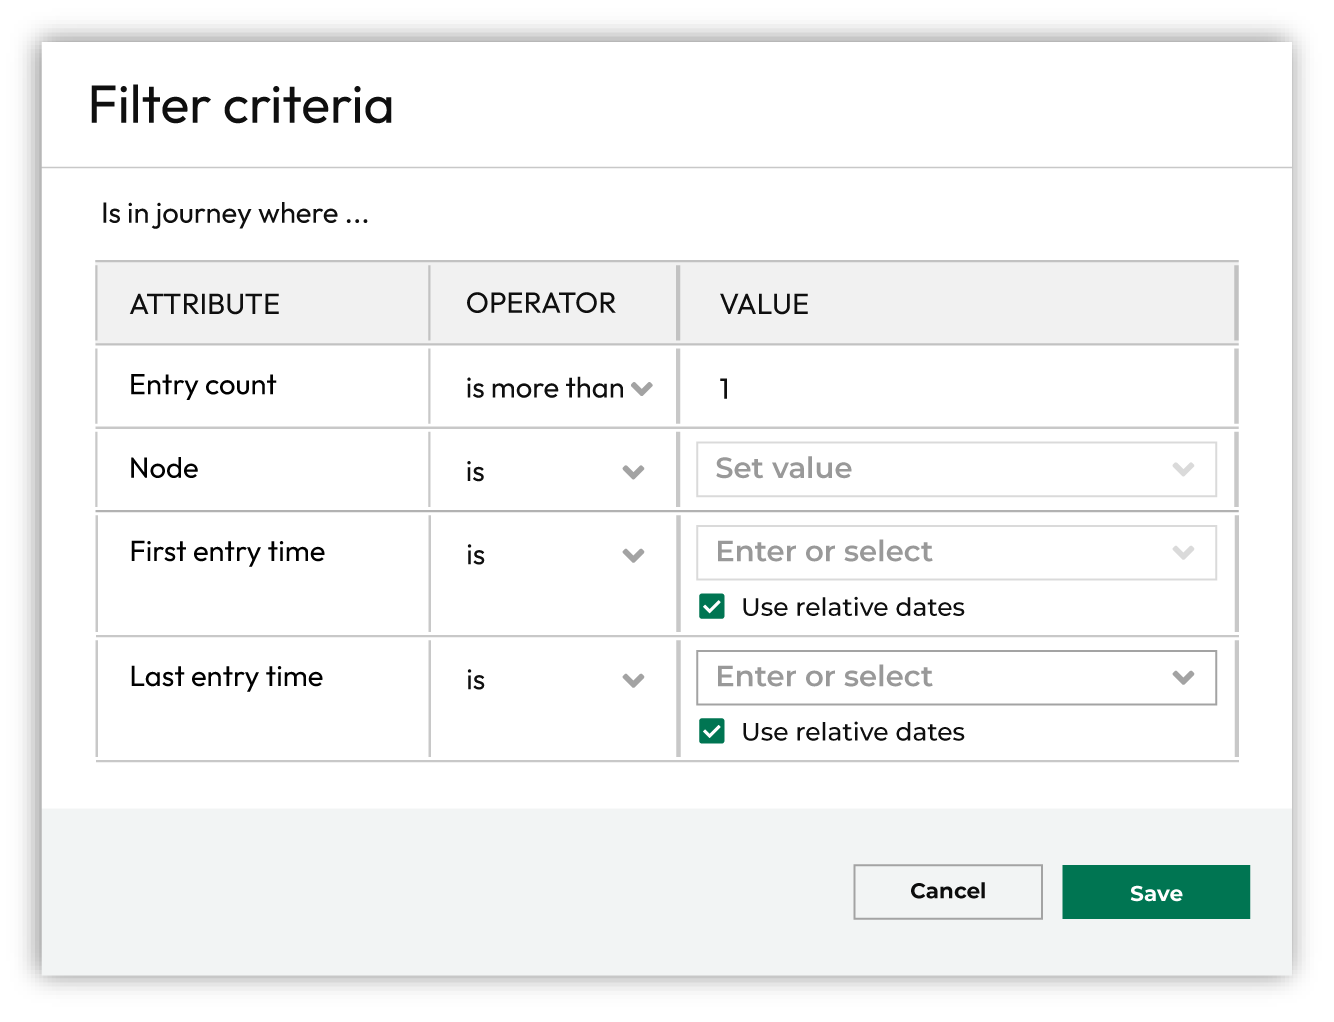 Filter criteria
Is in journey where ...
ATTRIBUTE OPERATOR VALUE
Entry count is more than 1
Node is Set value
First entry time is Enter or select
Use relative dates
Last entry time is Enter or select
Use relative dates
Cancel Save